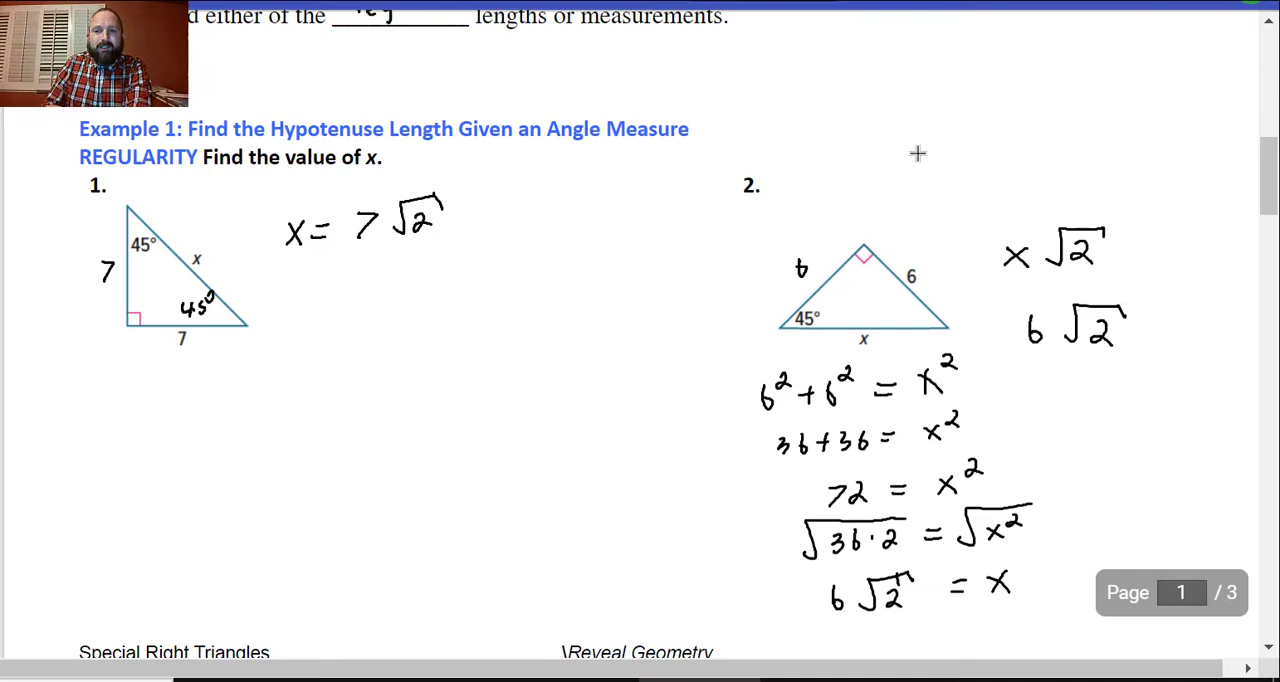 d either of the leg lengths or measurements.
Example 1: Find the Hypotenuse Length Given an Angle Measure
REGULARITY Find the value of x.
1.
45°
x
7
45°
7
x = 7 √2
2.
6
6
45°
x
x √2
6 √2
6² + 6² = x²
36 + 36 = x²
72 = x²
√36 · 2 = √x²
6 √2 = x
Page 1 / 3
Special Right Triangles
\Reveal Geometry